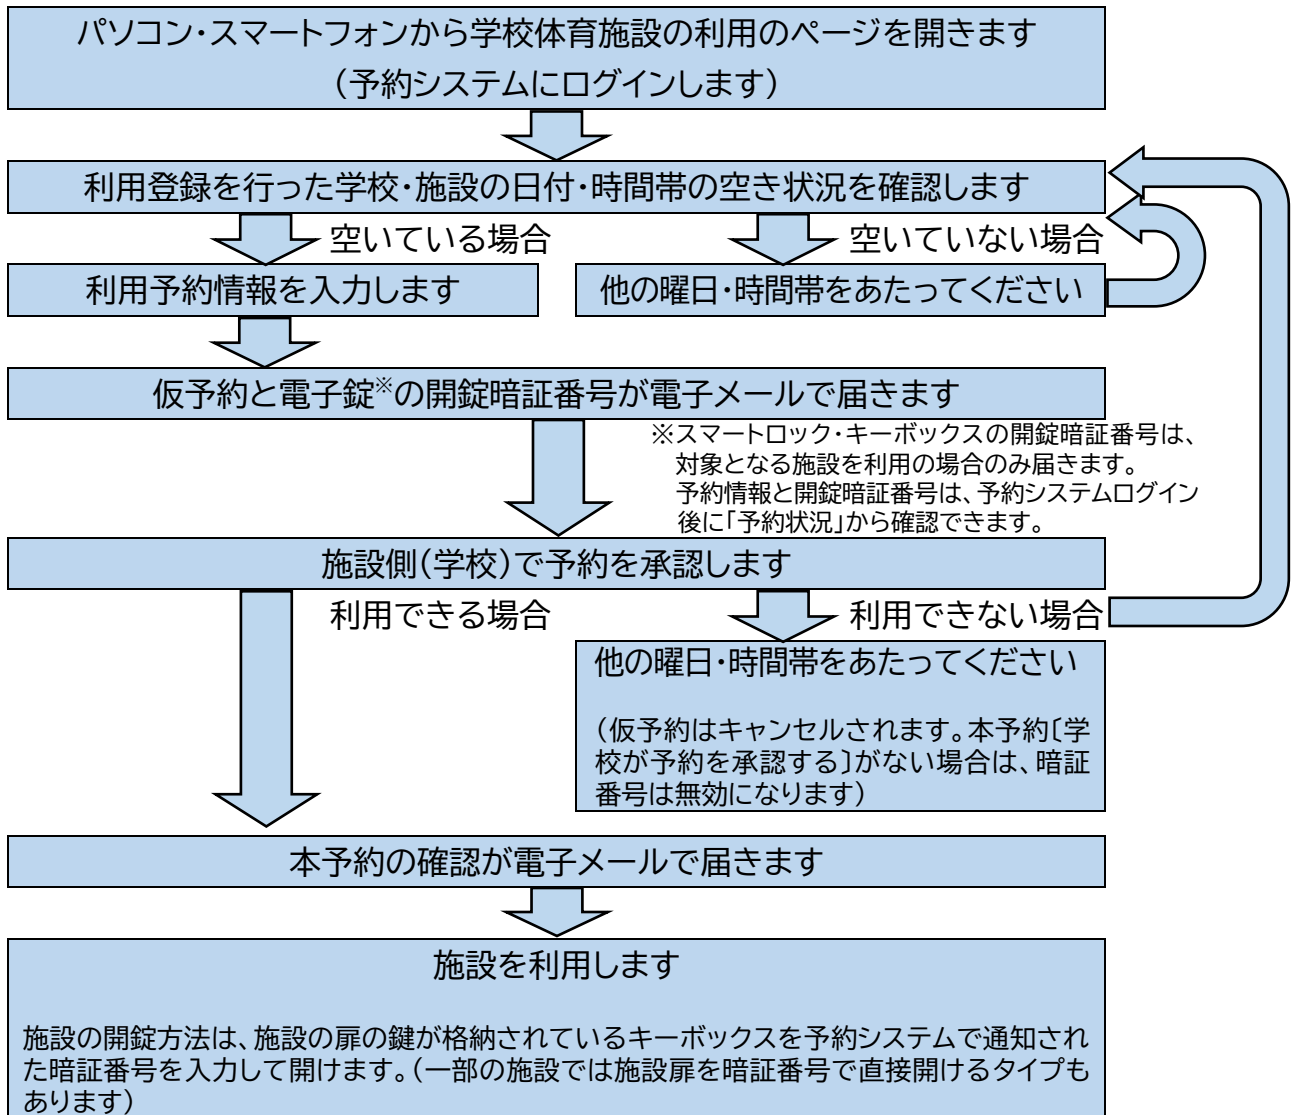 パソコン・スマートフォンから学校体育施設の利用のページを開きます
（予約システムにログインします）
利用登録を行った学校・施設の日付・時間帯の空き状況を確認します
空いている場合
空いていない場合
利用予約情報を入力します
他の曜日・時間帯をあたってください
仮予約と電子錠※の開錠暗証番号が電子メールで届きます
※スマートロック・キーボックスの開錠暗証番号は、
対象となる施設を利用の場合のみ届きます。
予約情報と開錠暗証番号は、予約システムログイン
後に「予約状況」から確認できます。
施設側（学校）で予約を承認します
利用できる場合
利用できない場合
他の曜日・時間帯をあたってください
（仮予約はキャンセルされます。本予約〔学
校が予約を承認する〕がない場合は、暗証
番号は無効になります）
本予約の確認が電子メールで届きます
施設を利用します
施設の開錠方法は、施設の扉の鍵が格納されているキーボックスを予約システムで通知され
た暗証番号を入力して開けます。（一部の施設では施設扉を暗証番号で直接開けるタイプも
あります）